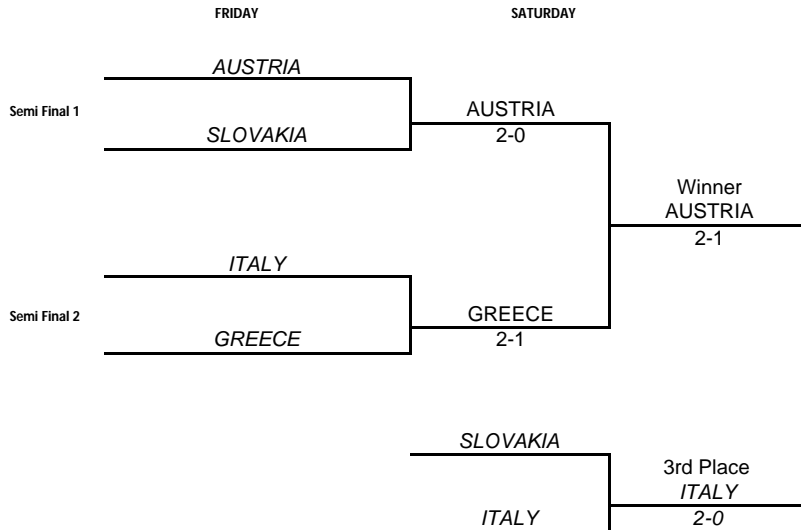 FRIDAY SATURDAY
AUSTRIA
Semi Final 1
AUSTRIA
SLOVAKIA
2-0
Winner
AUSTRIA
2-1
ITALY
Semi Final 2
GREECE
GREECE
2-1
SLOVAKIA
3rd Place
ITALY
ITALY
2-0